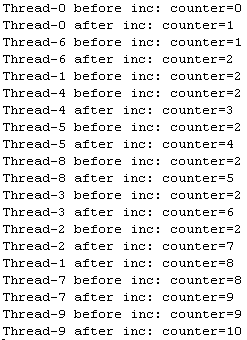 Thread-0 before inc: counter=0
Thread-0 after inc: counter=1
Thread-6 before inc: counter=1
Thread-6 after inc: counter=2
Thread-1 before inc: counter=2
Thread-4 before inc: counter=2
Thread-4 after inc: counter=3
Thread-5 before inc: counter=2
Thread-5 after inc: counter=4
Thread-8 before inc: counter=2
Thread-8 after inc: counter=5
Thread-3 before inc: counter=2
Thread-3 after inc: counter=6
Thread-2 before inc: counter=2
Thread-2 after inc: counter=7
Thread-1 after inc: counter=8
Thread-7 before inc: counter=8
Thread-7 after inc: counter=9
Thread-9 before inc: counter=9
Thread-9 after inc: counter=10